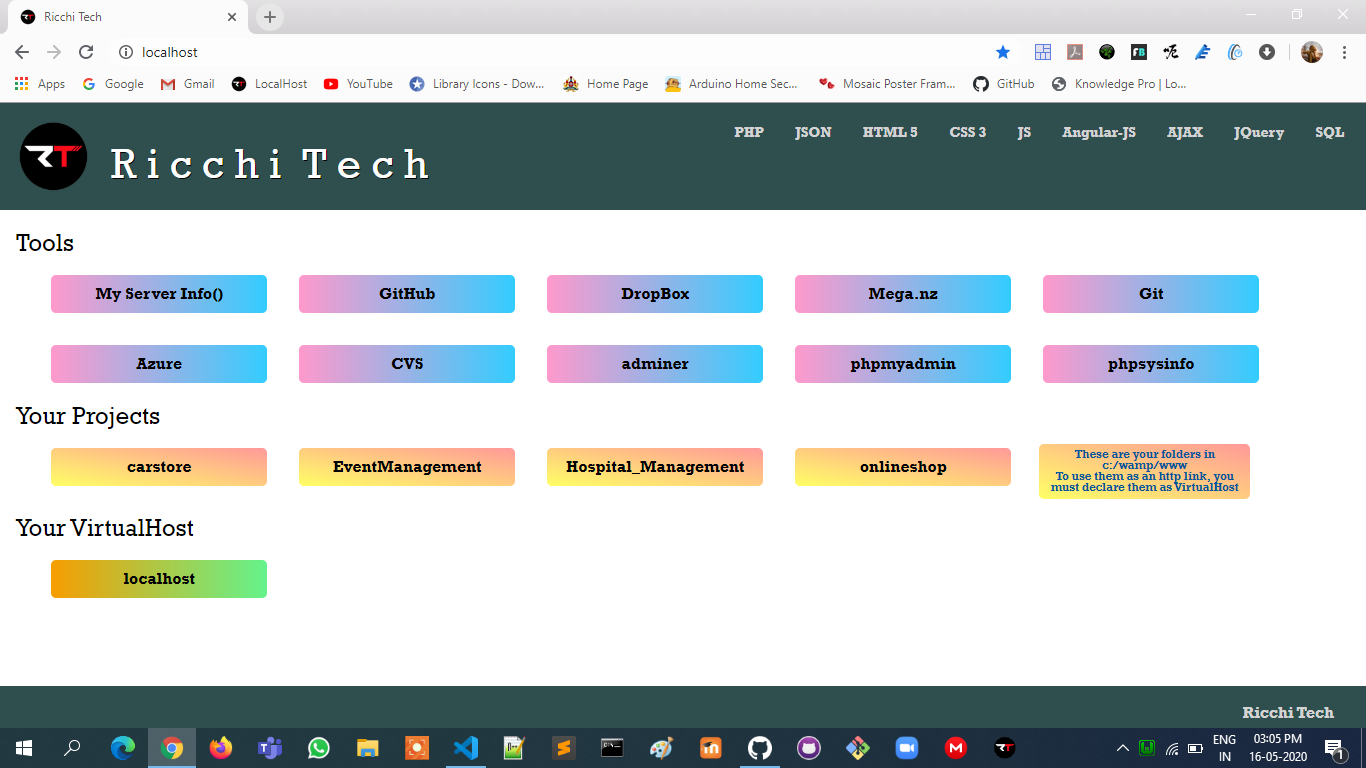 Ricchi Tech
localhost
Apps
Google
Gmail
LocalHost
YouTube
Library Icons - Dow...
Home Page
Arduino Home Sec...
Mosaic Poster Fram...
GitHub
Knowledge Pro | Lo...
RT
Ricchi Tech
PHP
JSON
HTML 5
CSS 3
JS
Angular-JS
AJAX
JQuery
SQL
Tools
My Server Info()
GitHub
DropBox
Mega.nz
Git
Azure
CVS
adminer
phpmyadmin
phpsysinfo
Your Projects
carstore
EventManagement
Hospital_Management
onlineshop
These are your folders in
c:/wamp/www
To use them as an http link, you
must declare them as VirtualHost
Your VirtualHost
localhost
Ricchi Tech
ENG
IN
03:05 PM
16-05-2020
1